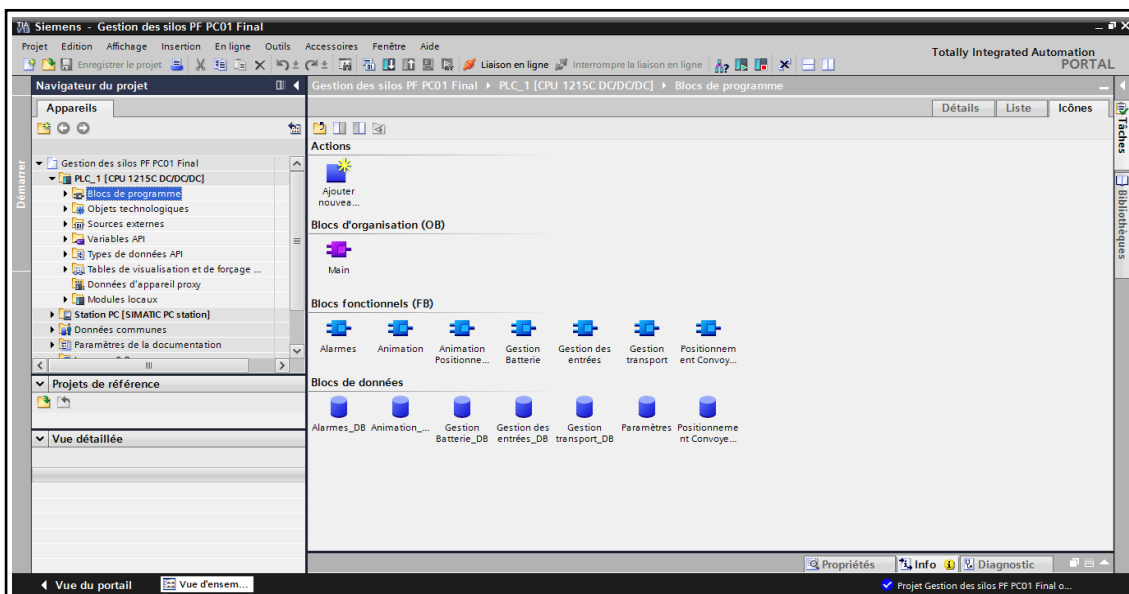 Siemens - Gestion des silos PF PC01 Final
Projet Edition Affichage Insertion En ligne Outils Accessoires Fenêtre Aide
Totally Integrated Automation
PORTAL
Enregistrer le projet Liaison en ligne Interrompre la liaison en ligne
Navigateur du projet
Gestion des silos PF PC01 Final PLC_1 [CPU 1215C DC/DC/DC] Blocs de programme
Appareils
Détails Liste Icônes
Démarrer
Gestion des silos PF PC01 Final
PLC_1 [CPU 1215C DC/DC/DC]
Blocs de programme
Objets technologiques
Sources externes
Variables API
Types de données API
Tables de visualisation et de forçage ...
Données d'appareil proxy
Modules locaux
Station PC [SIMATIC PC station]
Données communes
Paramètres de la documentation
Projets de référence
Vue détaillée
Actions
Ajouter
nouvea...
Blocs d'organisation (OB)
Main
Blocs fonctionnels (FB)
Alarmes Animation Animation Gestion Gestion des Gestion Positionnem
Positionne... Batterie entrées transport ent Convoy...
Blocs de données
Alarmes_DB Animation_... Gestion Gestion des Gestion Paramètres Positionneme
Batterie_DB entrées_DB transport_DB nt Convoye...
Tâches
Bibliothèques
Propriétés Info Diagnostic
Vue du portail Vue d'ensem... Projet Gestion des silos PF PC01 Final o...